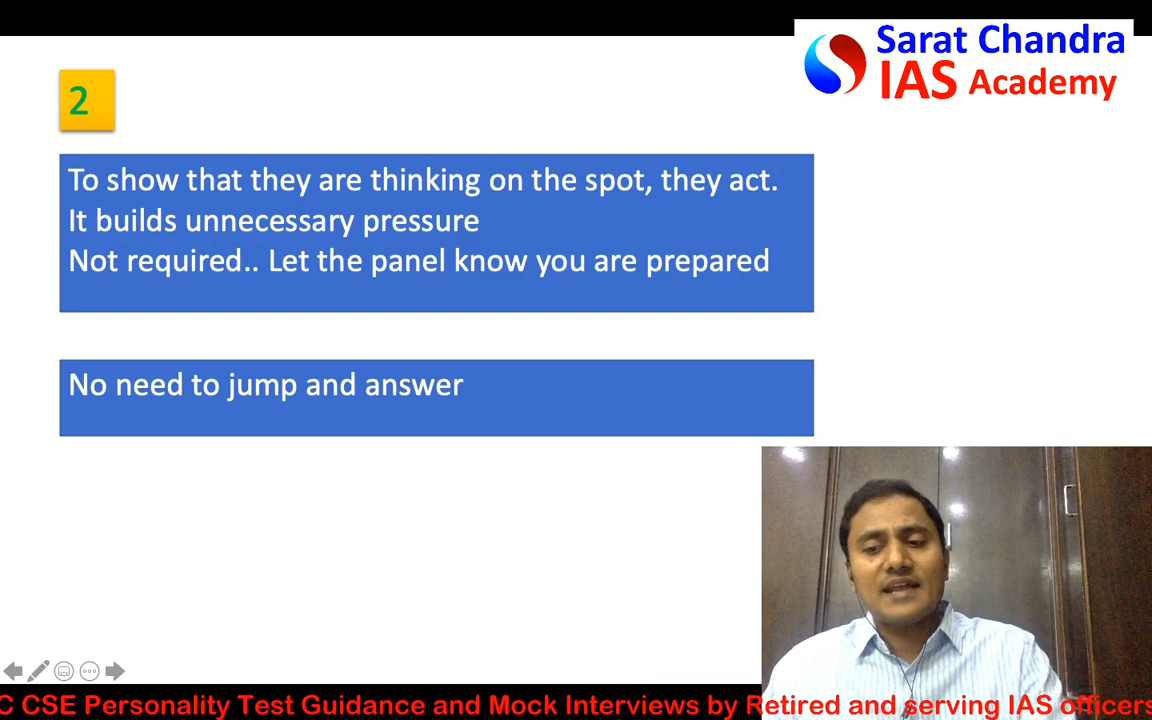 Sarat Chandra
IAS Academy
2
To show that they are thinking on the spot, they act.
It builds unnecessary pressure
Not required.. Let the panel know you are prepared
No need to jump and answer
C CSE Personality Test Guidance and Mock Interviews by Retired and serving IAS officers